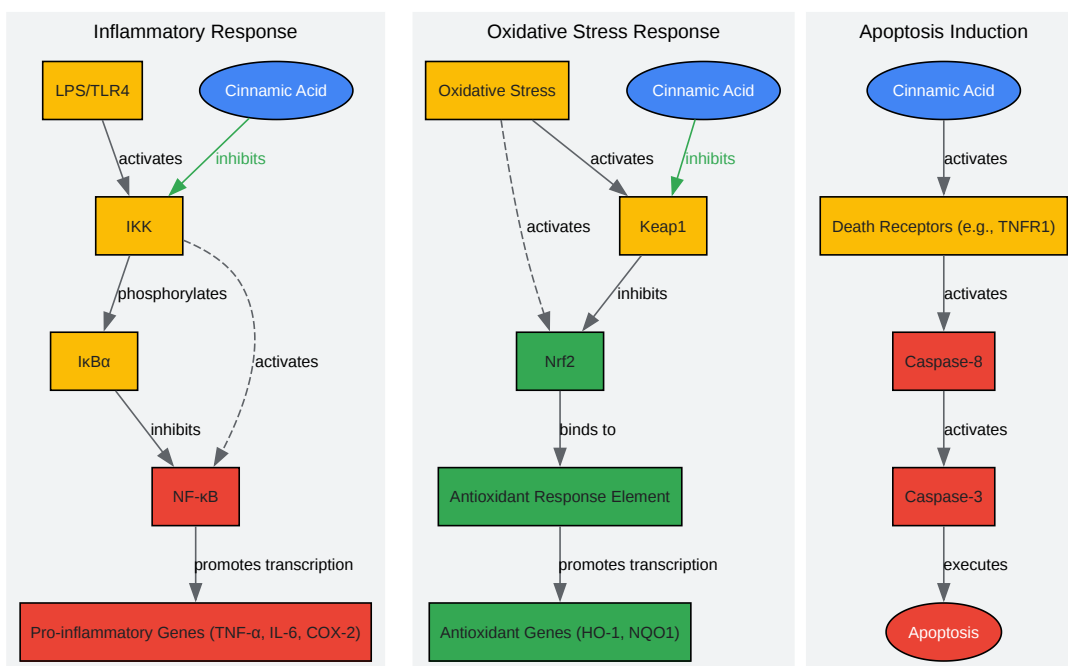 Inflammatory Response
LPS/TLR4
Cinnamic Acid
activates
inhibits
IKK
phosphorylates
IκBα
activates
inhibits
NF-κB
promotes transcription
Pro-inflammatory Genes (TNF-α, IL-6, COX-2)
Oxidative Stress Response
Oxidative Stress
Cinnamic Acid
activates
inhibits
activates
Keap1
inhibits
Nrf2
binds to
Antioxidant Response Element
promotes transcription
Antioxidant Genes (HO-1, NQO1)
Apoptosis Induction
Cinnamic Acid
activates
Death Receptors (e.g., TNFR1)
activates
Caspase-8
activates
Caspase-3
executes
Apoptosis